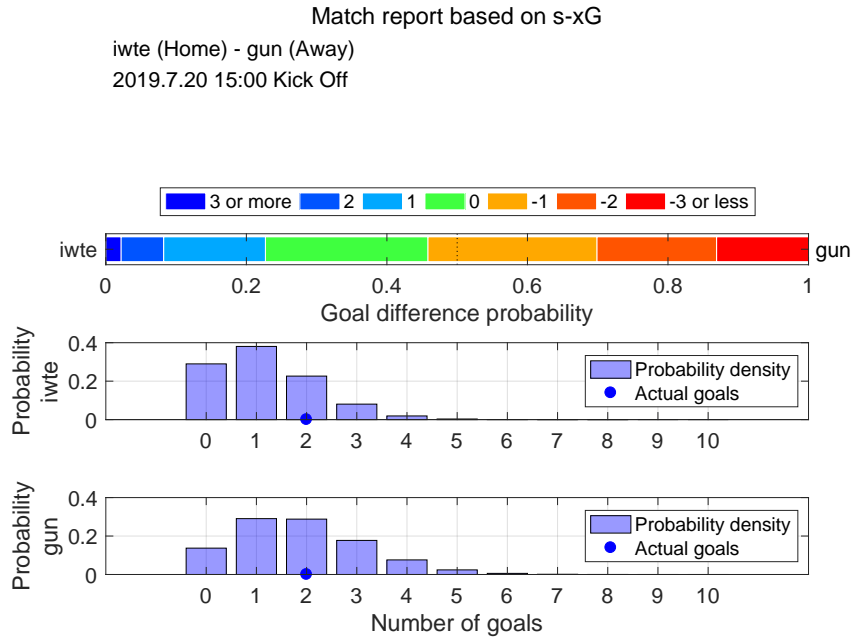 Match report based on s-xG
iwte (Home) - gun (Away)
2019.7.20 15:00 Kick Off
3 or more 2 1 0 -1 -2 -3 or less
iwte gun
0 0.2 0.4 0.6 0.8 1
Goal difference probability
Probability
iwte
0.4
0.2
0
Probability density
Actual goals
0 1 2 3 4 5 6 7 8 9 10
Probability
gun
0.4
0.2
0
Probability density
Actual goals
0 1 2 3 4 5 6 7 8 9 10
Number of goals